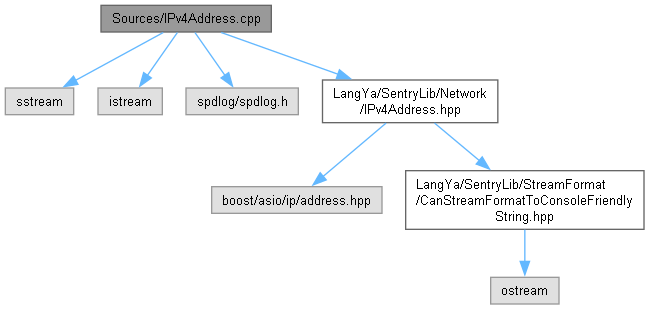 Sources/IPv4Address.cpp
sstream
istream
spdlog/spdlog.h
LangYa/SentryLib/Network
/IPv4Address.hpp
boost/asio/ip/address.hpp
LangYa/SentryLib/StreamFormat
/CanStreamFormatToConsoleFriendly
String.hpp
ostream